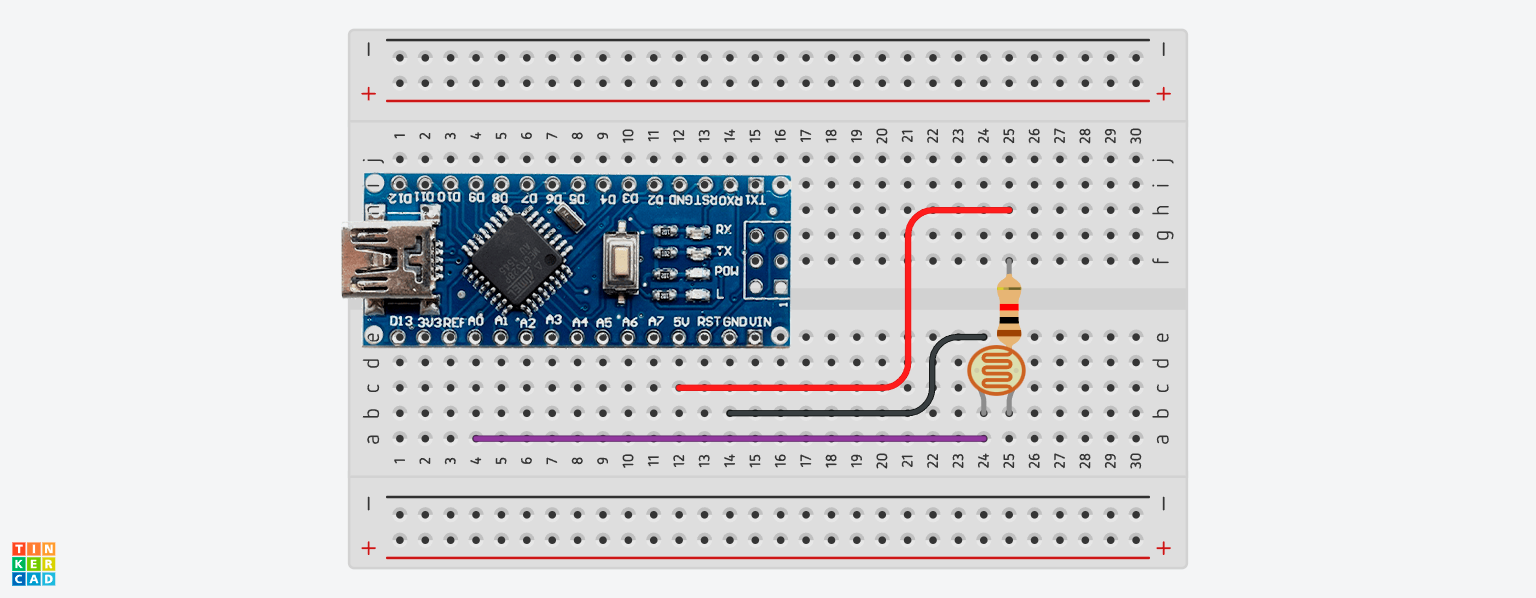 − −
+ +
1 2 3 4 5 6 7 8 9 10 11 12 13 14 15 16 17 18 19 20 21 22 23 24 25 26 27 28 29 30
j j
i i
D12 D11 D10 D9 D8 D7 D6 D5 D4 D3 D2 GND RST RX0 TX1
h h
RX
g g
TX
f f
POW
L
1
D13 3V3 REF A0 A1 A2 A3 A4 A5 A6 A7 5V RST GND VIN
e e
d d
c c
b b
a a
1 2 3 4 5 6 7 8 9 10 11 12 13 14 15 16 17 18 19 20 21 22 23 24 25 26 27 28 29 30
− −
+ +
TIN
KER
CAD